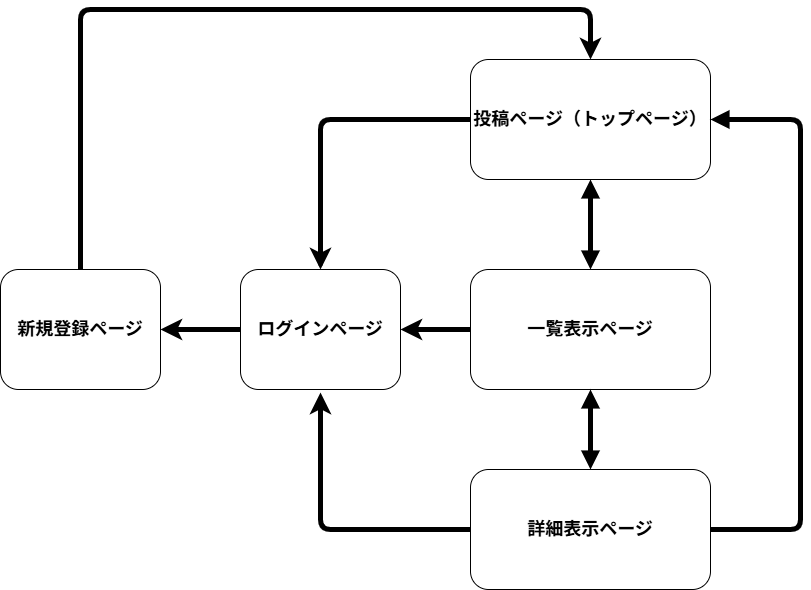 投稿ページ（トップページ）
新規登録ページ
ログインページ
一覧表示ページ
詳細表示ページ